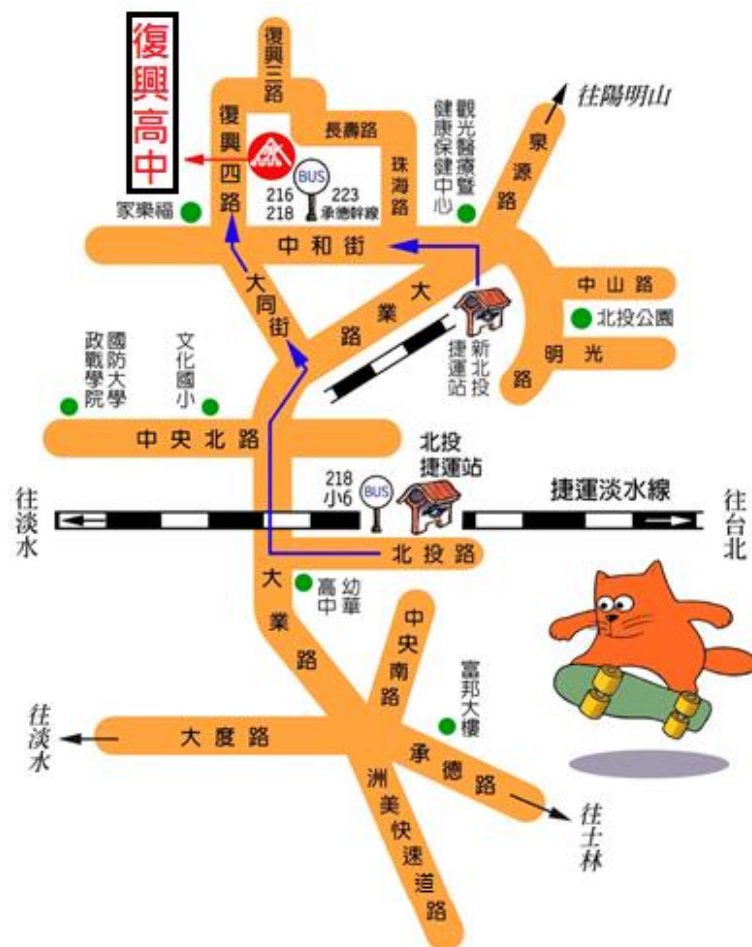 復興高中
復興三路
往陽明山
復興四路
長壽路
珠海路
觀光醫療暨
健康保健中心
泉源路
BUS
216
218
223
承德幹線
家樂福
中和街
大同街
大業路
中山路
北投公園
新北投
捷運站
光明路
國防大學
政戰學院
文化國小
中央北路
北投
捷運站
218
小6
BUS
捷運淡水線
往淡水
往台北
北投路
幼華
高中
大業路
中央南路
富邦大樓
往淡水
大度路
承德路
洲美快速道路
往士林